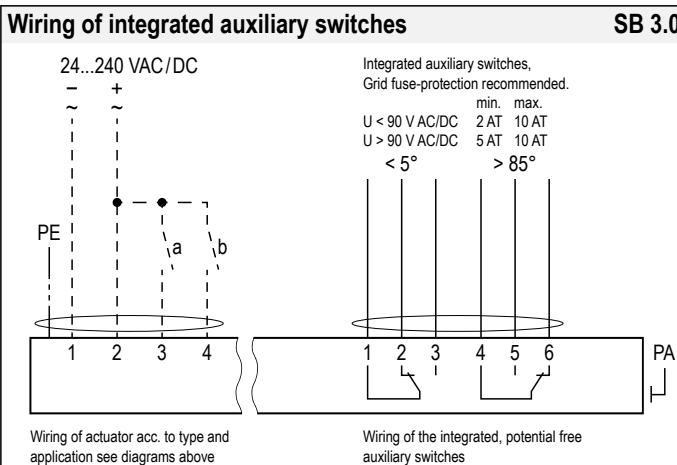 Wiring of integrated auxiliary switches SB 3.0
24...240 VAC/DC
– +
~ ~
Integrated auxiliary switches,
Grid fuse-protection recommended.
min. max.
U < 90 V AC/DC 2 AT 10 AT
U > 90 V AC/DC 5 AT 10 AT
< 5° > 85°
PE
a b
1 2 3 4 1 2 3 4 5 6 PA
Wiring of actuator acc. to type and
application see diagrams above
Wiring of the integrated, potential free
auxiliary switches